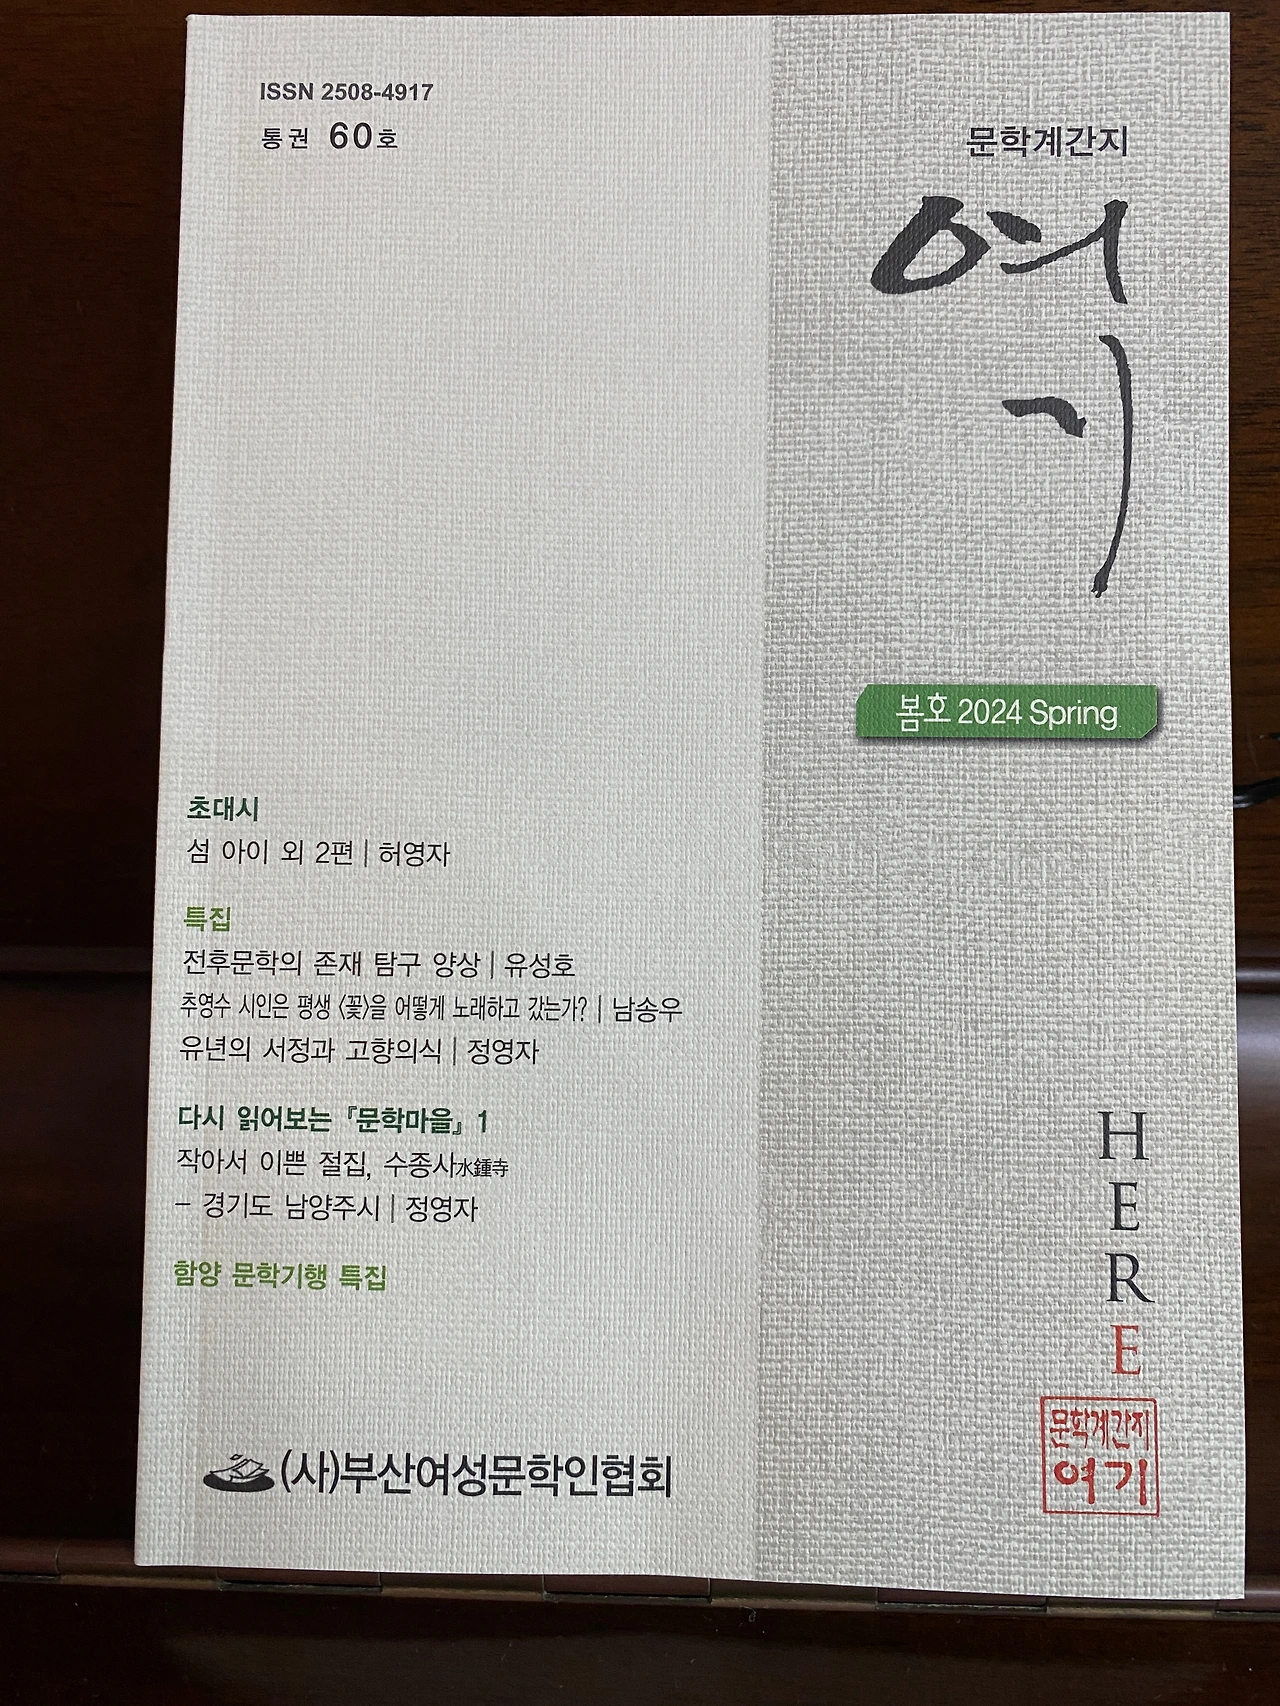 ISSN 2508-4917
통권 60호
문학계간지
여
기
봄호 2024 Spring
초대시
섬 아이 외 2편 | 허영자
특집
전후문학의 존재 탐구 양상 | 유성호
추영수 시인은 평생 〈꽃〉을 어떻게 노래하고 갔는가? | 남송우
유년의 서정과 고향의식 | 정영자
다시 읽어보는 『문학마을』 1
작아서 이쁜 절집, 수종사水鍾寺
- 경기도 남양주시 | 정영자
함양 문학기행 특집
(사)부산여성문학인협회
H
E
R
E
문학계간지
여기